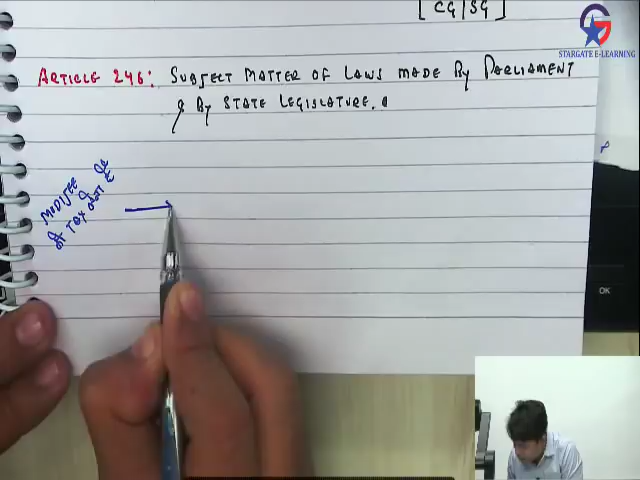 [CG/SG]
STARGATE E-LEARNING
ARTICLE 246: SUBJECT MATTER OF LAWS MADE BY PARLIAMENT
& BY STATE LEGISLATURE.
OK